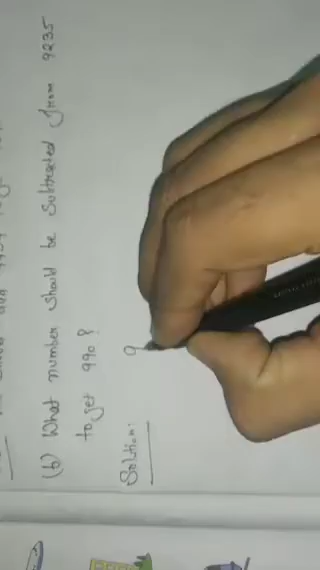 (b) What number should be subtracted from 9235
to get 990?
Solution: 9